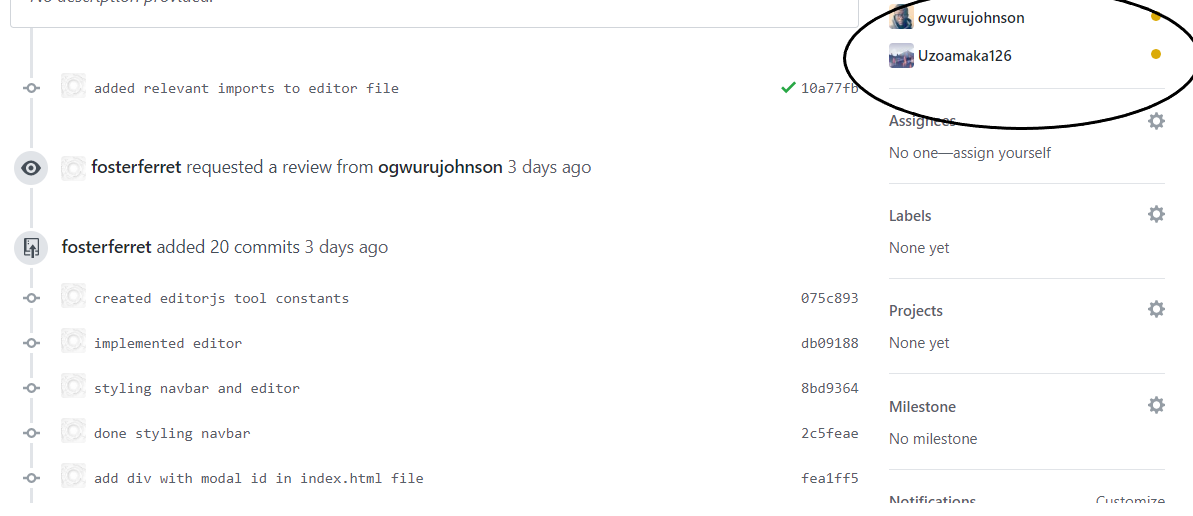 No description provided.
added relevant imports to editor file 10a77fb
fosterferret requested a review from ogwurujohnson 3 days ago
fosterferret added 20 commits 3 days ago
created editorjs tool constants 075c893
implemented editor db09188
styling navbar and editor 8bd9364
done styling navbar 2c5feae
add div with modal id in index.html file fea1ff5
ogwurujohnson
Uzoamaka126
Assignees
No one—assign yourself
Labels
None yet
Projects
None yet
Milestone
No milestone
Notifications Customize